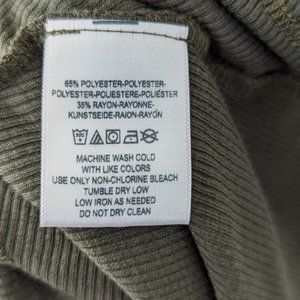 65% POLYESTER-POLYESTER-
POLYESTER-POLIESTERE-POLIÉSTER
35% RAYON-RAYONNE-
KUNSTSEIDE-RAION-RAYÓN
MACHINE WASH COLD
WITH LIKE COLORS
USE ONLY NON-CHLORINE BLEACH
TUMBLE DRY LOW
LOW IRON AS NEEDED
DO NOT DRY CLEAN